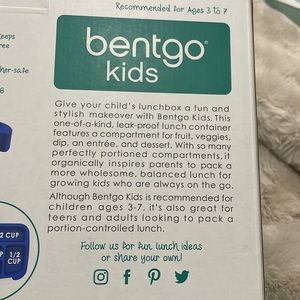 Recommended for Ages 3 to 7
bentgo®
kids
Give your child's lunchbox a fun and
stylish makeover with Bentgo Kids. This
one-of-a-kind, leak-proof lunch container
features a compartment for fruit, veggies,
dip, an entrée, and dessert. With so many
perfectly portioned compartments, it
organically inspires parents to pack a
more wholesome, balanced lunch for
growing kids who are always on the go.
Although Bentgo Kids is recommended for
children ages 3-7, it's also great for
teens and adults looking to pack a
portion-controlled lunch.
Follow us for fun lunch ideas
or share your own!
eeps
ree
her-safe
2 CUP
1/2
CUP